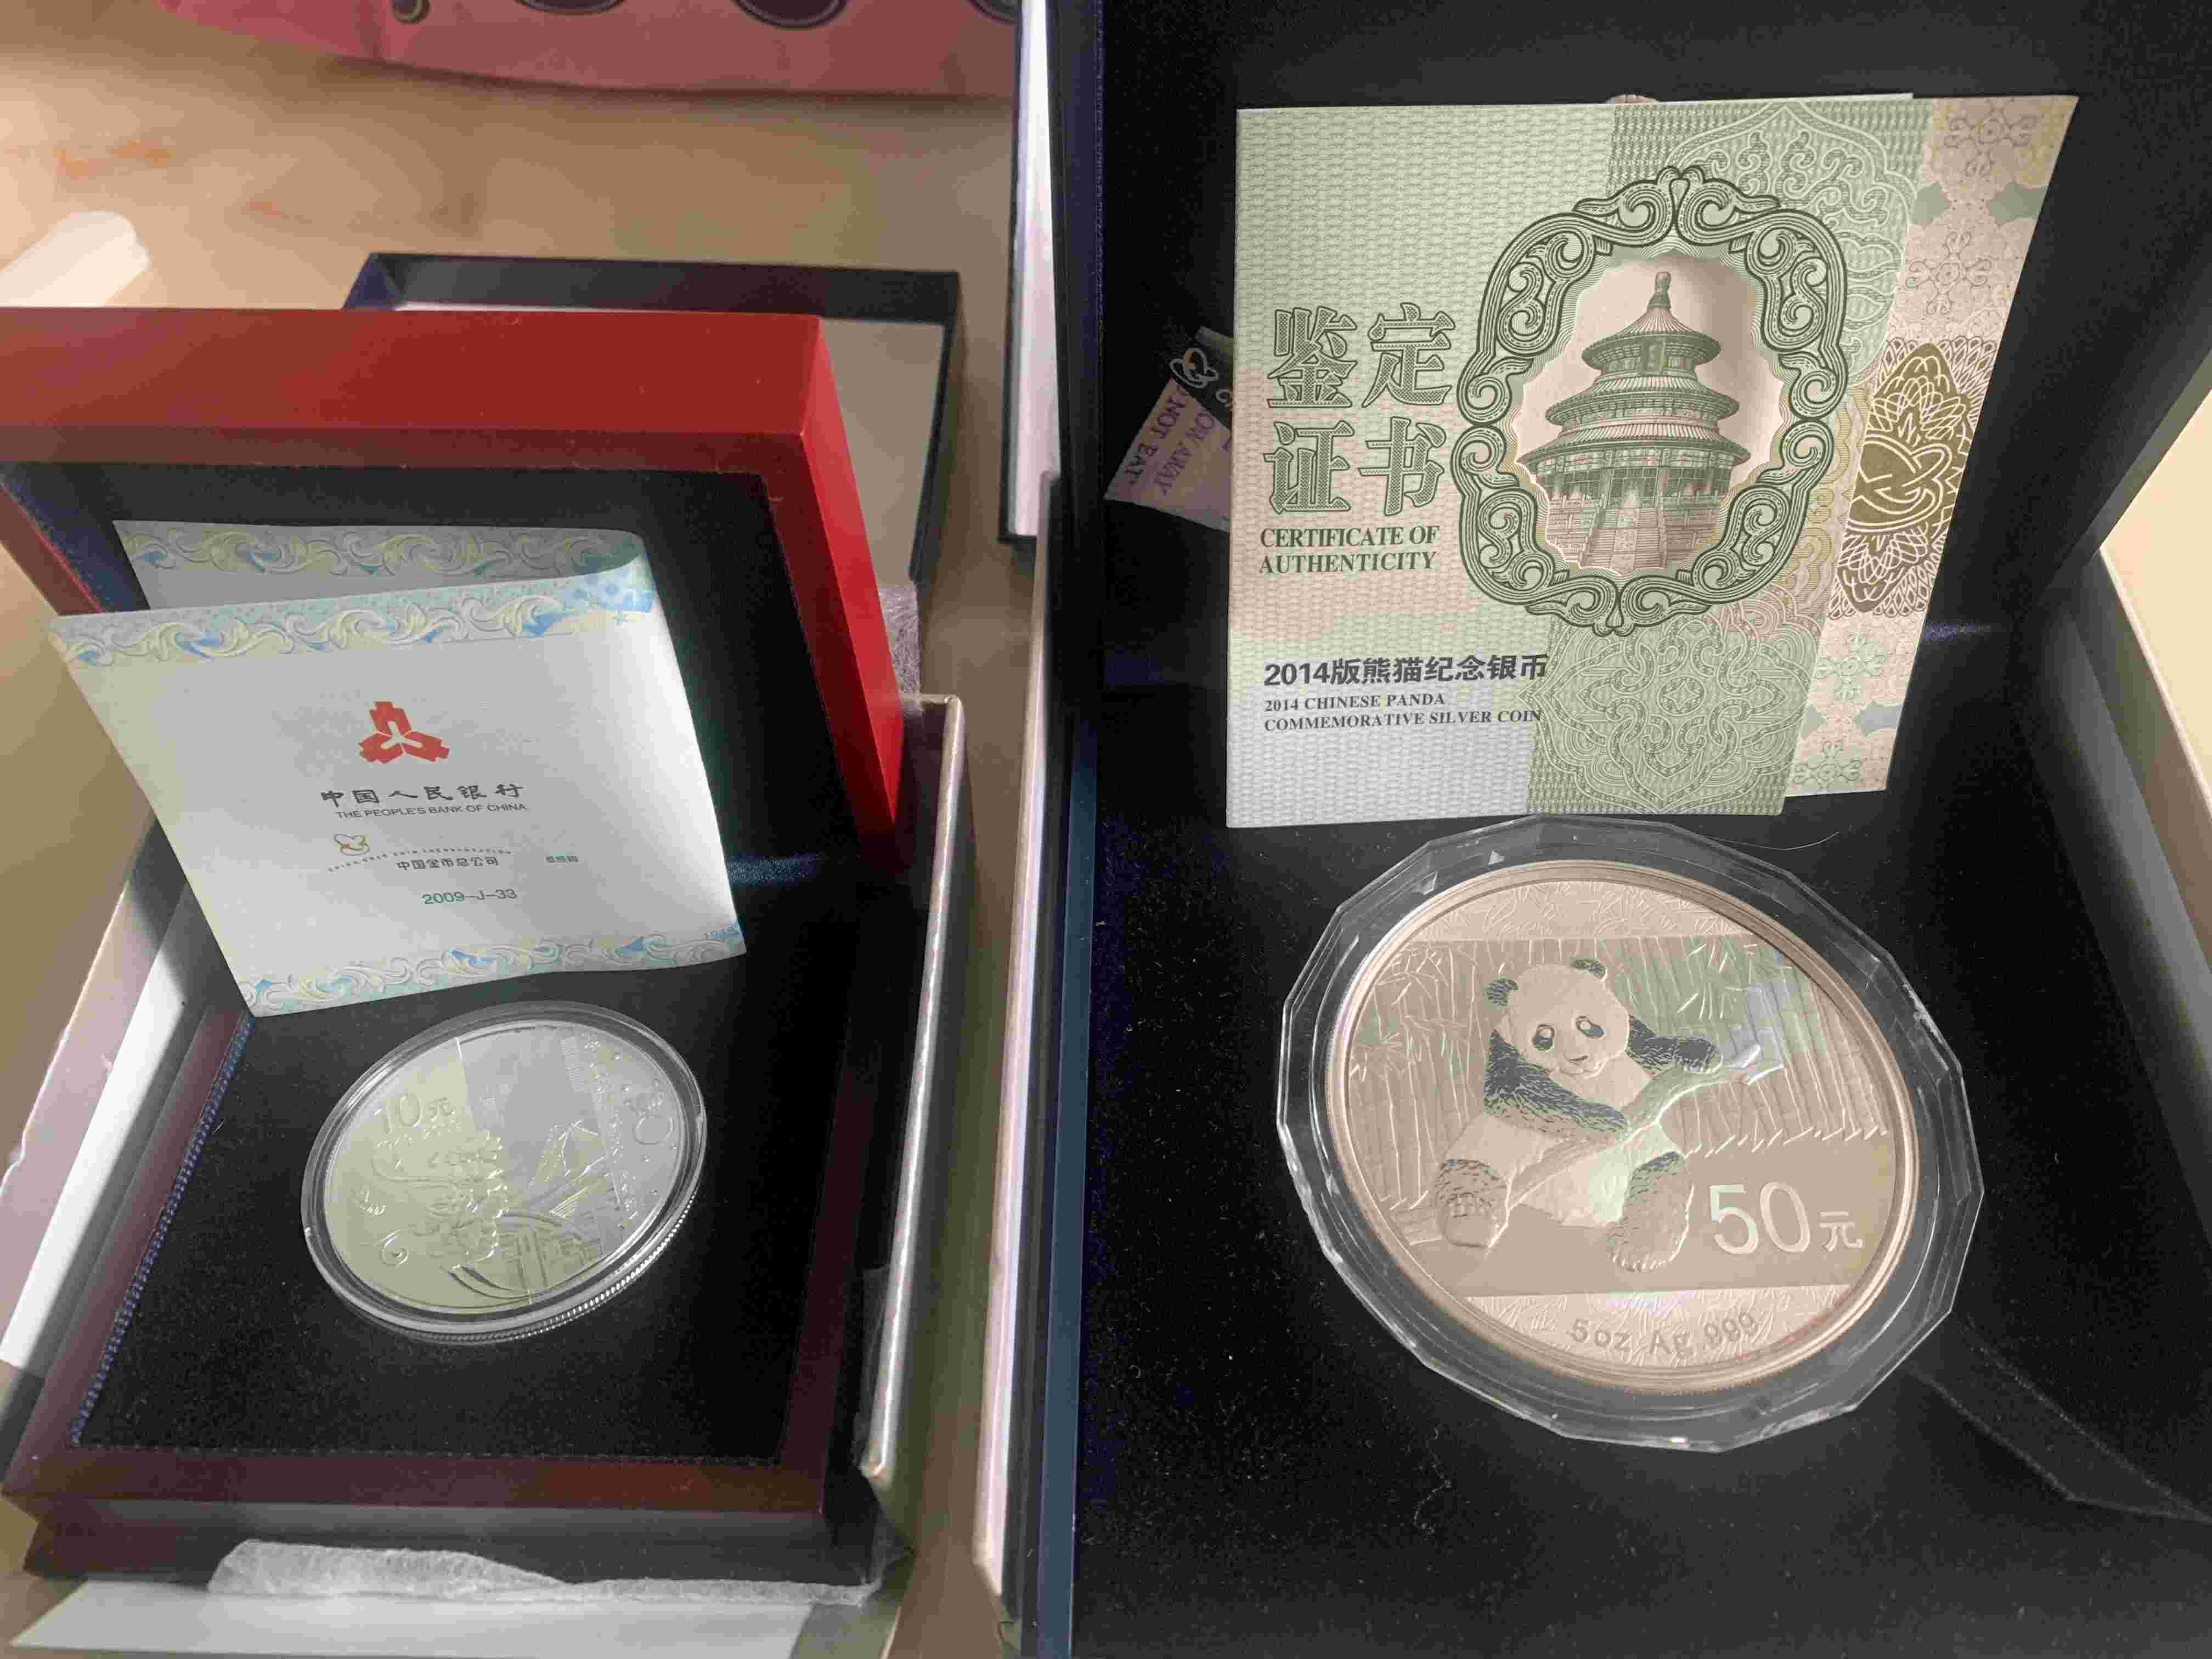 中国人民银行
THE PEOPLE'S BANK OF CHINA
中国金币总公司
2009-J-33
10元
鉴定
证书
CERTIFICATE OF
AUTHENTICITY
2014版熊猫纪念银币
2014 CHINESE PANDA
COMMEMORATIVE SILVER COIN
NOT EAT
50元
5oz Ag.999